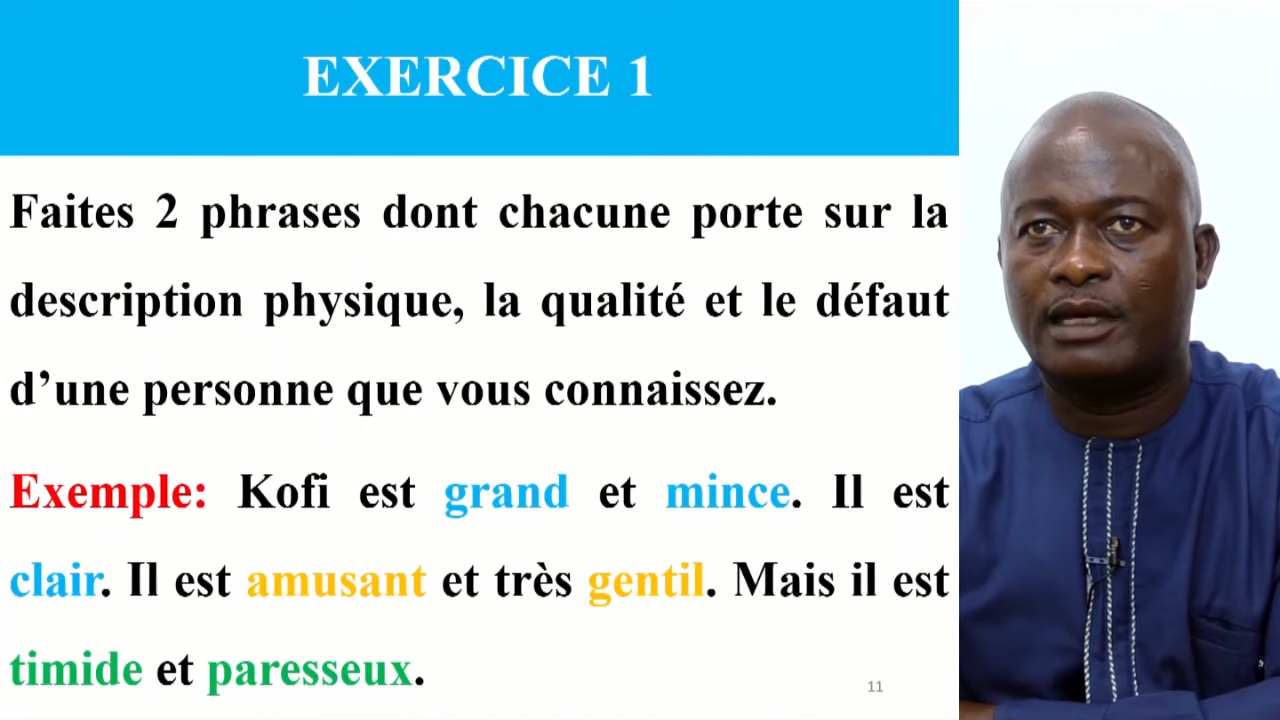 EXERCICE 1
Faites 2 phrases dont chacune porte sur la
description physique, la qualité et le défaut
d’une personne que vous connaissez.
Exemple: Kofi est grand et mince. Il est
clair. Il est amusant et très gentil. Mais il est
timide et paresseux.
11